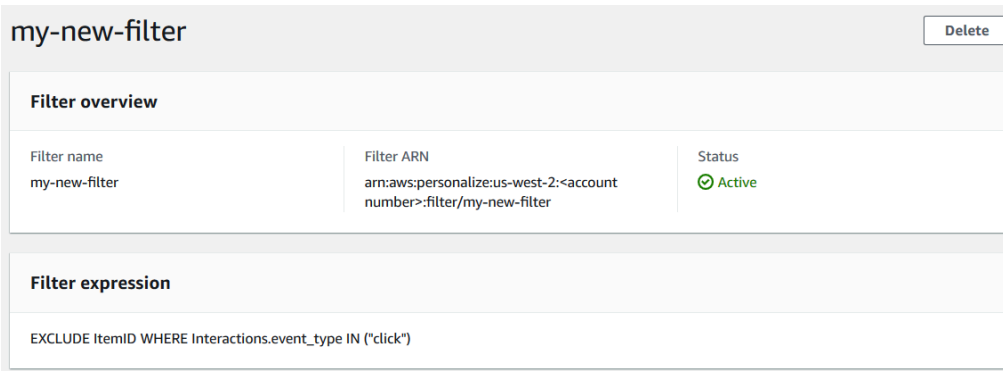 my-new-filter
Delete
Filter overview
Filter name
my-new-filter
Filter ARN
arn:aws:personalize:us-west-2:<account
number>:filter/my-new-filter
Status
Active
Filter expression
EXCLUDE ItemID WHERE Interactions.event_type IN ("click")